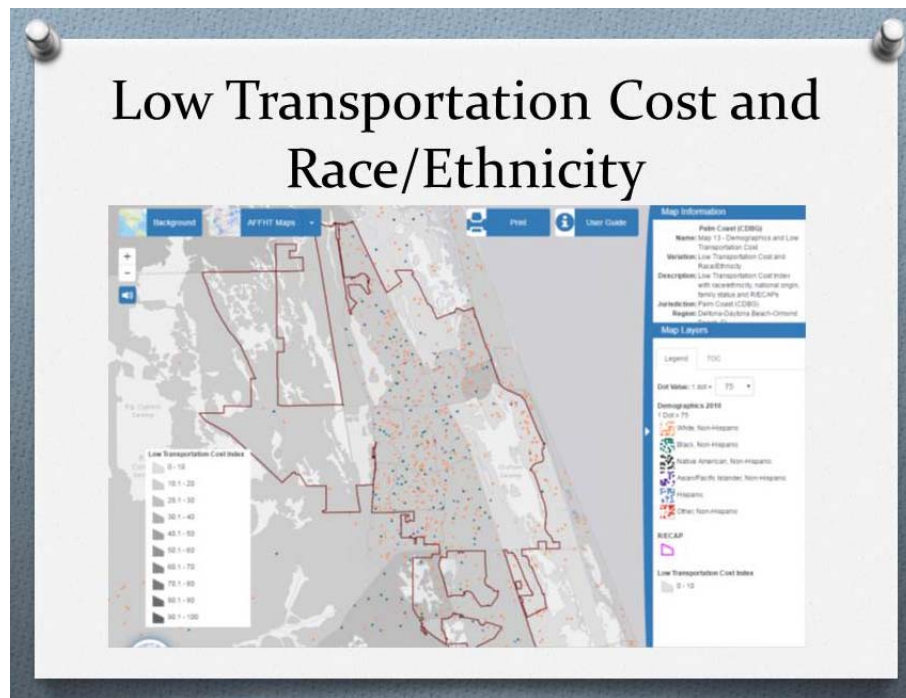 Low Transportation Cost and
Race/Ethnicity
Background
AFFHT Maps
Print
User Guide
Map Information
Palm Coast (CDBG)
Name: Map 13 - Demographics and Low
Transportation Cost
Variation: Low Transportation Cost and
Race/Ethnicity
Description: Low Transportation Cost Index
with race/ethnicity, national origin,
family status and R/ECAPs
Jurisdiction: Palm Coast (CDBG)
Region: Deltona-Daytona Beach-Ormond
Map Layers
Legend
TOC
Dot Value: 1 dot = 75
Demographics 2010
1 Dot = 75
White, Non-Hispanic
Black, Non-Hispanic
Native American, Non-Hispanic
Asian/Pacific Islander, Non-Hispanic
Hispanic
Other, Non-Hispanic
R/ECAP
Low Transportation Cost Index
0 - 10
Low Transportation Cost Index
0 - 10
10.1 - 20
20.1 - 30
30.1 - 40
40.1 - 50
50.1 - 60
60.1 - 70
70.1 - 80
80.1 - 90
90.1 - 100